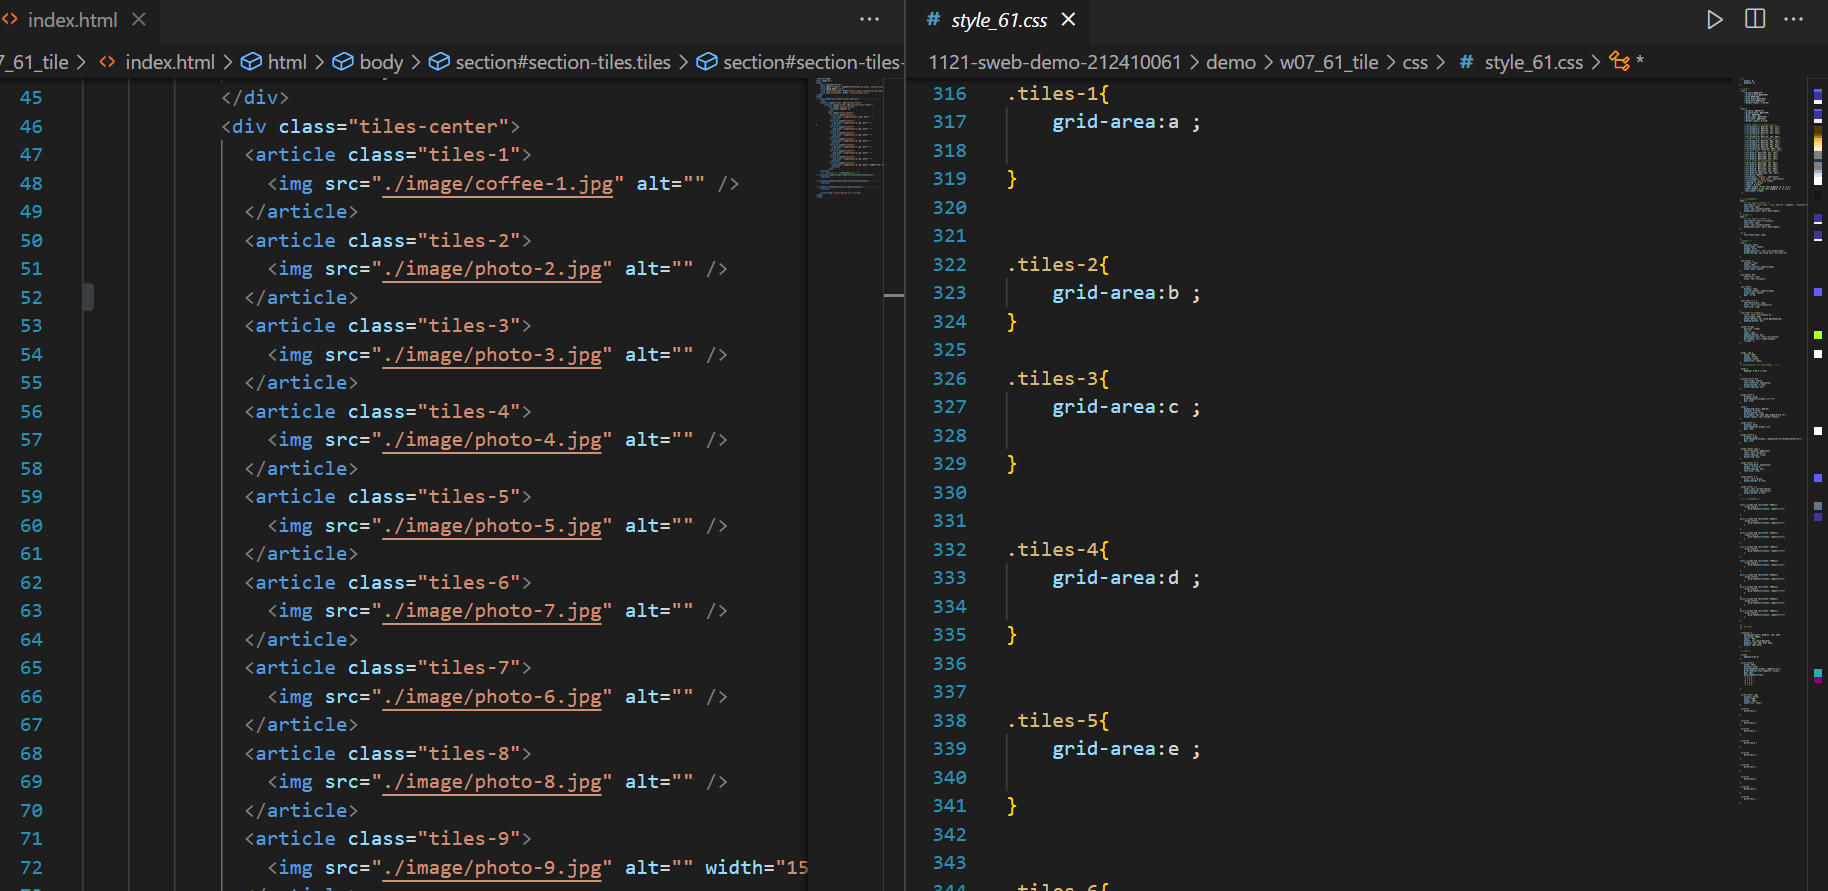 index.html
7_61_tile > index.html > html > body > section#section-tiles.tiles > section#section-tiles-
45 </div>
46 <div class="tiles-center">
47 <article class="tiles-1">
48 <img src="./image/coffee-1.jpg" alt="" />
49 </article>
50 <article class="tiles-2">
51 <img src="./image/photo-2.jpg" alt="" />
52 </article>
53 <article class="tiles-3">
54 <img src="./image/photo-3.jpg" alt="" />
55 </article>
56 <article class="tiles-4">
57 <img src="./image/photo-4.jpg" alt="" />
58 </article>
59 <article class="tiles-5">
60 <img src="./image/photo-5.jpg" alt="" />
61 </article>
62 <article class="tiles-6">
63 <img src="./image/photo-7.jpg" alt="" />
64 </article>
65 <article class="tiles-7">
66 <img src="./image/photo-6.jpg" alt="" />
67 </article>
68 <article class="tiles-8">
69 <img src="./image/photo-8.jpg" alt="" />
70 </article>
71 <article class="tiles-9">
72 <img src="./image/photo-9.jpg" alt="" width="15
# style_61.css
1121-sweb-demo-212410061 > demo > w07_61_tile > css > # style_61.css > *
316 .tiles-1{
317 grid-area:a ;
318
319 }
320
321
322 .tiles-2{
323 grid-area:b ;
324 }
325
326 .tiles-3{
327 grid-area:c ;
328
329 }
330
331
332 .tiles-4{
333 grid-area:d ;
334
335 }
336
337
338 .tiles-5{
339 grid-area:e ;
340
341 }
342
343
344 .tiles-6{